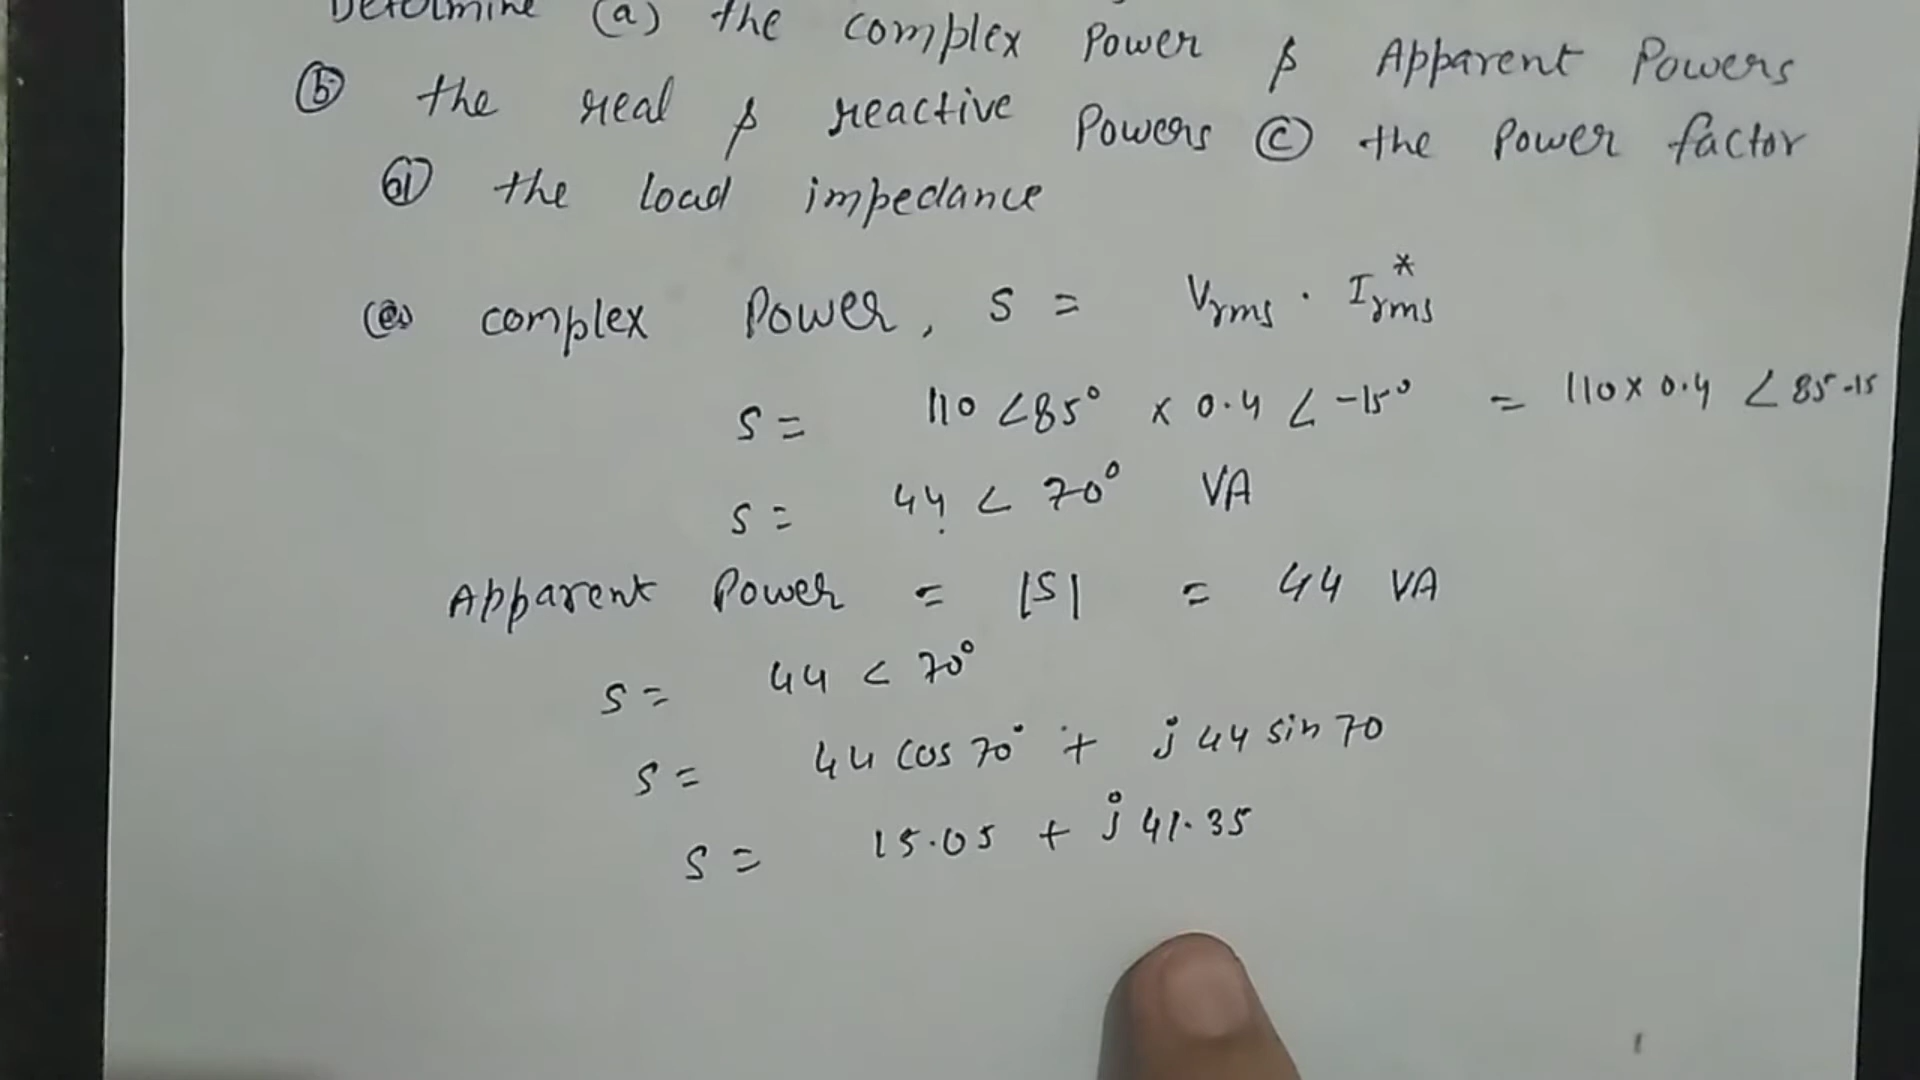 Determine (a) the complex Power & Apparent Powers
(b) the real & reactive Powers (c) the Power factor
(d) the load impedance
(a) complex Power, S = Vrms . Irms*
S = 110 <85° x 0.4 < -15° = 110 x 0.4 < 85-15
S = 44 < 70° VA
Apparent Power = |S| = 44 VA
S = 44 < 70°
S = 44 cos 70° + j 44 sin 70
S = 15.05 + j 41.35